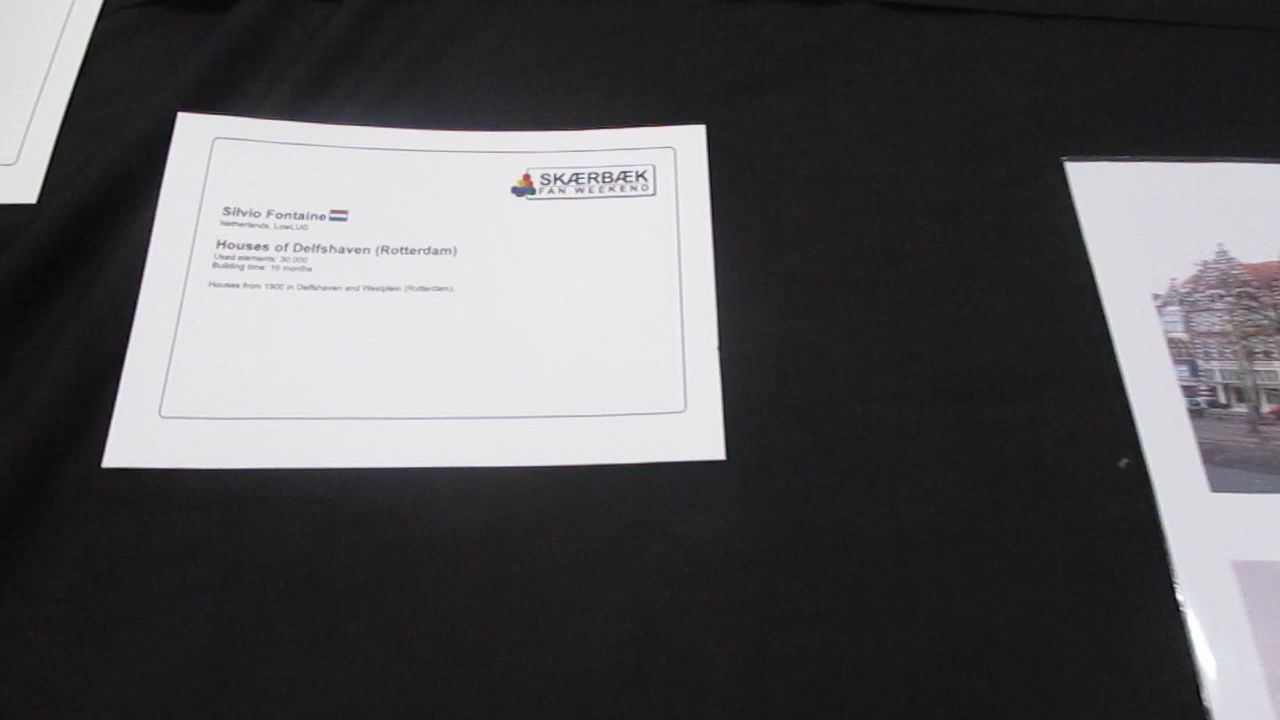 SKÆRBÆK
FAN WEEKEND
Silvio Fontaine
Netherlands, LowLUG
Houses of Delfshaven (Rotterdam)
Used elements: 30.000
Building time: 16 months
Houses from 1900 in Delfshaven and Westplein (Rotterdam).